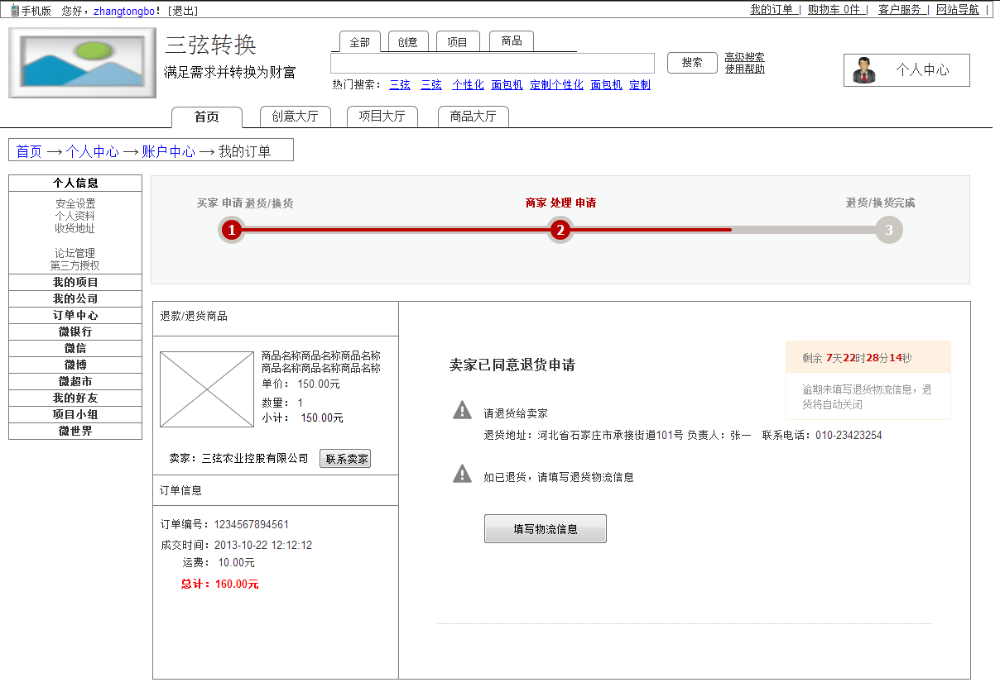 手机版 您好，zhangtongbo！ [退出]
我的订单 | 购物车 0件 | 客户服务 | 网站导航 |
三弦转换
满足需求并转换为财富
全部 创意 项目 商品
搜索
高级搜索
使用帮助
热门搜索： 三弦 三弦 个性化 面包机 定制个性化 面包机 定制
个人中心
首页 创意大厅 项目大厅 商品大厅
首页 → 个人中心 → 账户中心 → 我的订单
个人信息
安全设置
个人资料
收货地址
论坛管理
第三方授权
我的项目
我的公司
订单中心
微银行
微信
微博
微超市
我的好友
项目小组
微世界
买家 申请 退货/换货 商家 处理 申请 退货/换货完成
1 2 3
退款/退货商品
商品名称商品名称商品名称
商品名称商品名称商品名称
单价： 150.00元
数量： 1
小计： 150.00元
卖家：三弦农业控股有限公司 联系卖家
订单信息
订单编号：1234567894561
成交时间：2013-10-22 12:12:12
运费： 10.00元
总计：160.00元
卖家已同意退货申请
剩余 7天22时28分14秒
逾期未填写退货物流信息，退
货将自动关闭
请退货给卖家
退货地址：河北省石家庄市承接街道101号 负责人：张一 联系电话：010-23423254
如已退货，请填写退货物流信息
填写物流信息